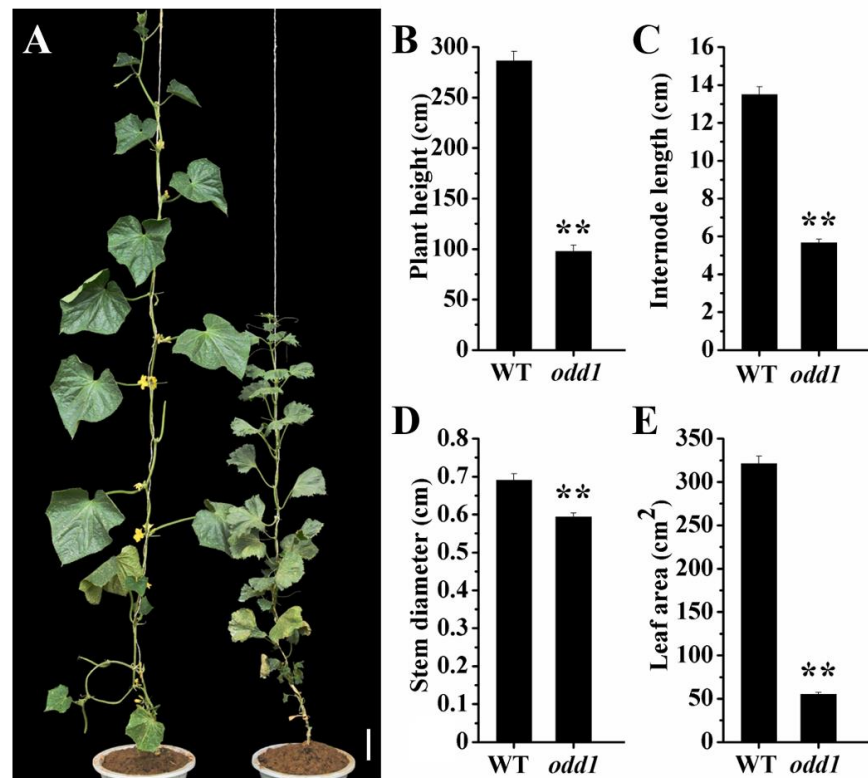 A
B
Plant height (cm)
300
250
200
150
100
50
0
**
WT odd1
C
Internode length (cm)
16
14
12
10
8
6
4
2
0
**
WT odd1
D
Stem diameter (cm)
0.8
0.7
0.6
0.5
0.4
0.3
0.2
0.1
0
**
WT odd1
E
Leaf area (cm²)
350
300
250
200
150
100
50
0
**
WT odd1